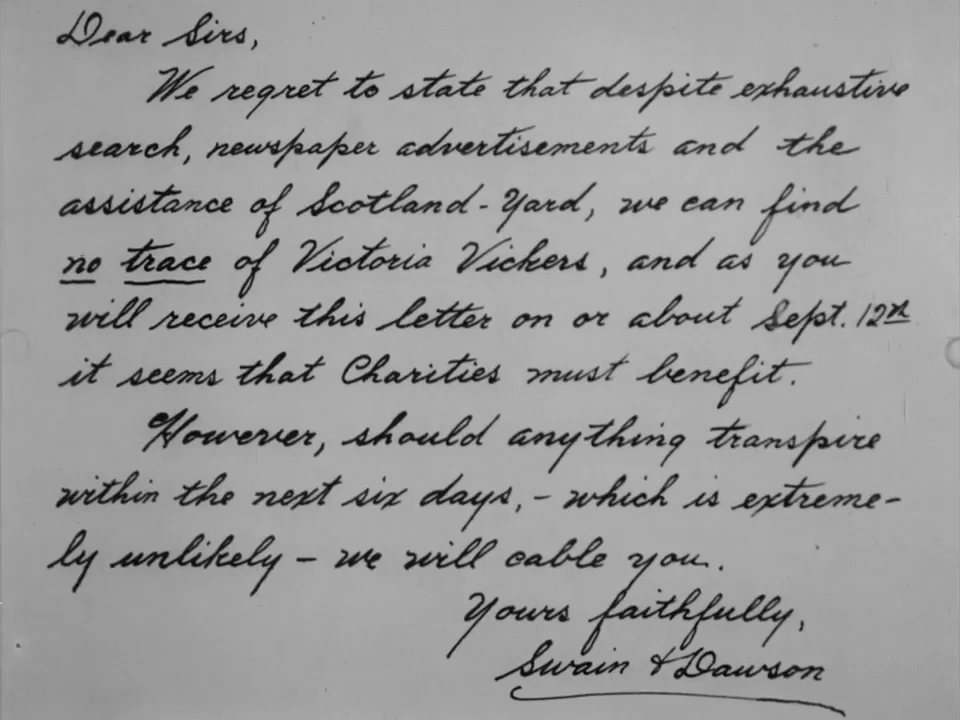 Dear Sirs,
We regret to state that despite exhaustive
search, newspaper advertisements and the
assistance of Scotland-Yard, we can find
no trace of Victoria Vickers, and as you
will receive this letter on or about Sept. 12th
it seems that Charities must benefit.
However, should anything transpire
within the next six days, - which is extreme-
ly unlikely - we will cable you.
Yours faithfully,
Swain & Dawson